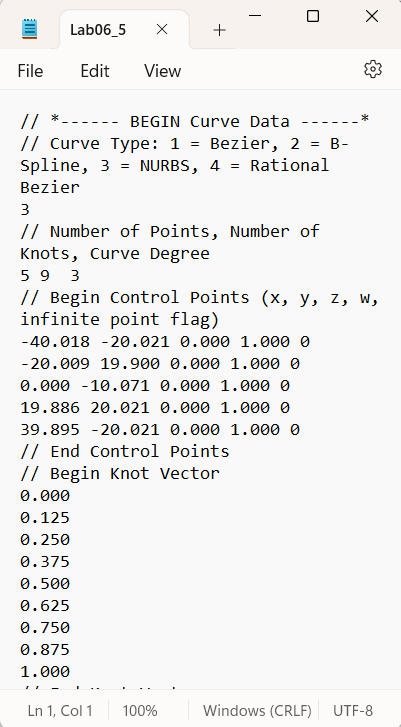 Lab06_5
File Edit View
// *------ BEGIN Curve Data ------*
// Curve Type: 1 = Bezier, 2 = B-
Spline, 3 = NURBS, 4 = Rational
Bezier
3
// Number of Points, Number of
Knots, Curve Degree
5 9  3
// Begin Control Points (x, y, z, w,
infinite point flag)
-40.018 -20.021 0.000 1.000 0
-20.009 19.900 0.000 1.000 0
0.000 -10.071 0.000 1.000 0
19.886 20.021 0.000 1.000 0
39.895 -20.021 0.000 1.000 0
// End Control Points
// Begin Knot Vector
0.000
0.125
0.250
0.375
0.500
0.625
0.750
0.875
1.000
Ln 1, Col 1 100% Windows (CRLF) UTF-8